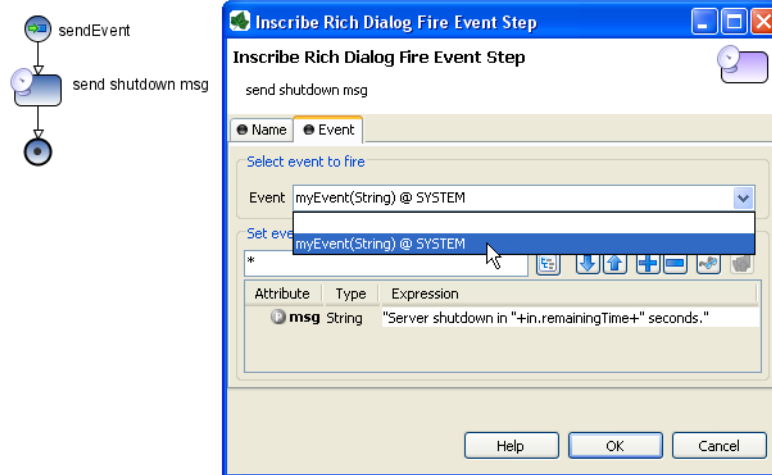 sendEvent
send shutdown msg
Inscribe Rich Dialog Fire Event Step
Inscribe Rich Dialog Fire Event Step
send shutdown msg
Name Event
Select event to fire
Event myEvent(String) @ SYSTEM
Set eve
myEvent(String) @ SYSTEM
*
Attribute Type Expression
msg String "Server shutdown in "+in.remainingTime+" seconds."
Help OK Cancel